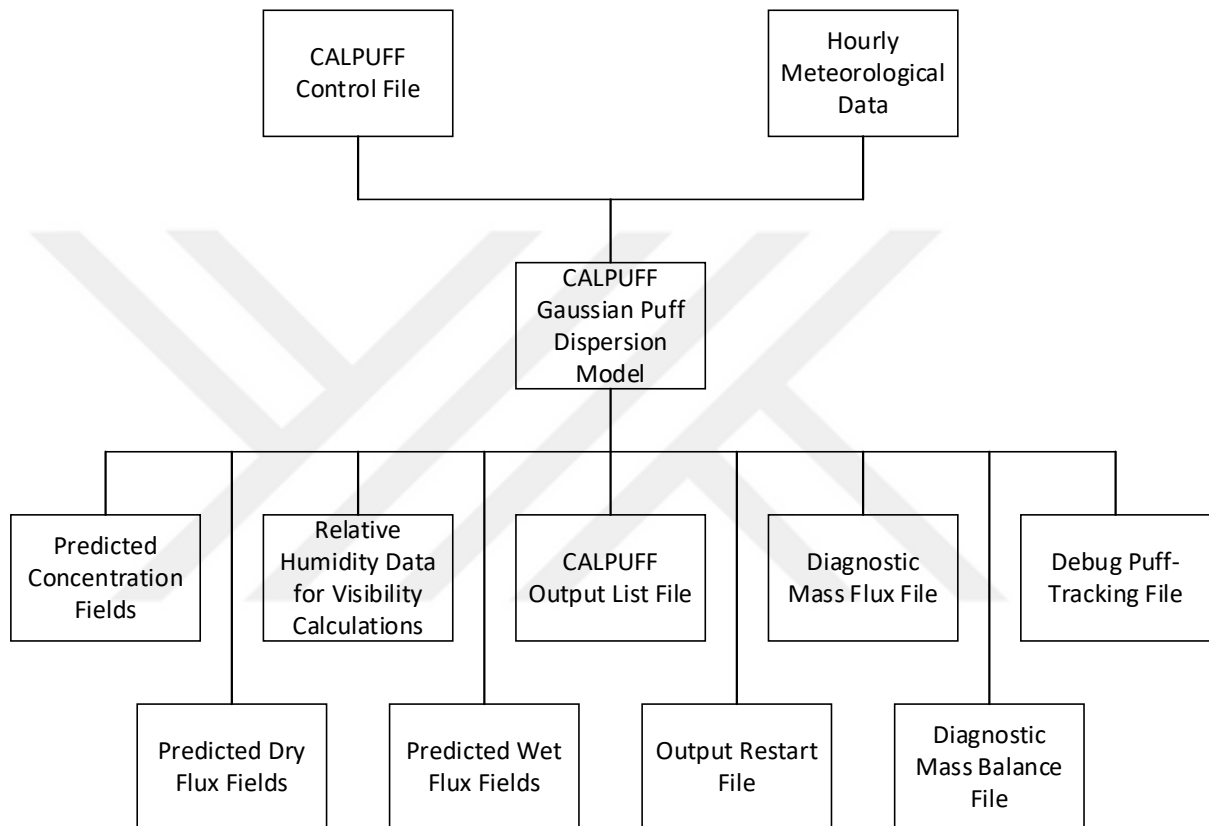 CALPUFF
Control File
Hourly
Meteorological
Data
CALPUFF
Gaussian Puff
Dispersion
Model
Predicted
Concentration
Fields
Relative
Humidity Data
for Visibility
Calculations
CALPUFF
Output List File
Diagnostic
Mass Flux File
Debug Puff-
Tracking File
Predicted Dry
Flux Fields
Predicted Wet
Flux Fields
Output Restart
File
Diagnostic
Mass Balance
File